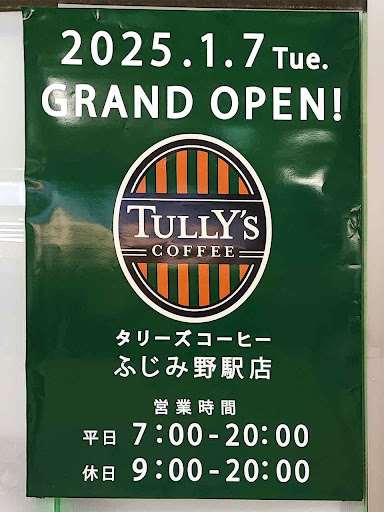 2025.1.7 Tue.
GRAND OPEN!
TULLY'S
COFFEE
タリーズコーヒー
ふじみ野駅店
営業時間
平日 7:00-20:00
休日 9:00-20:00